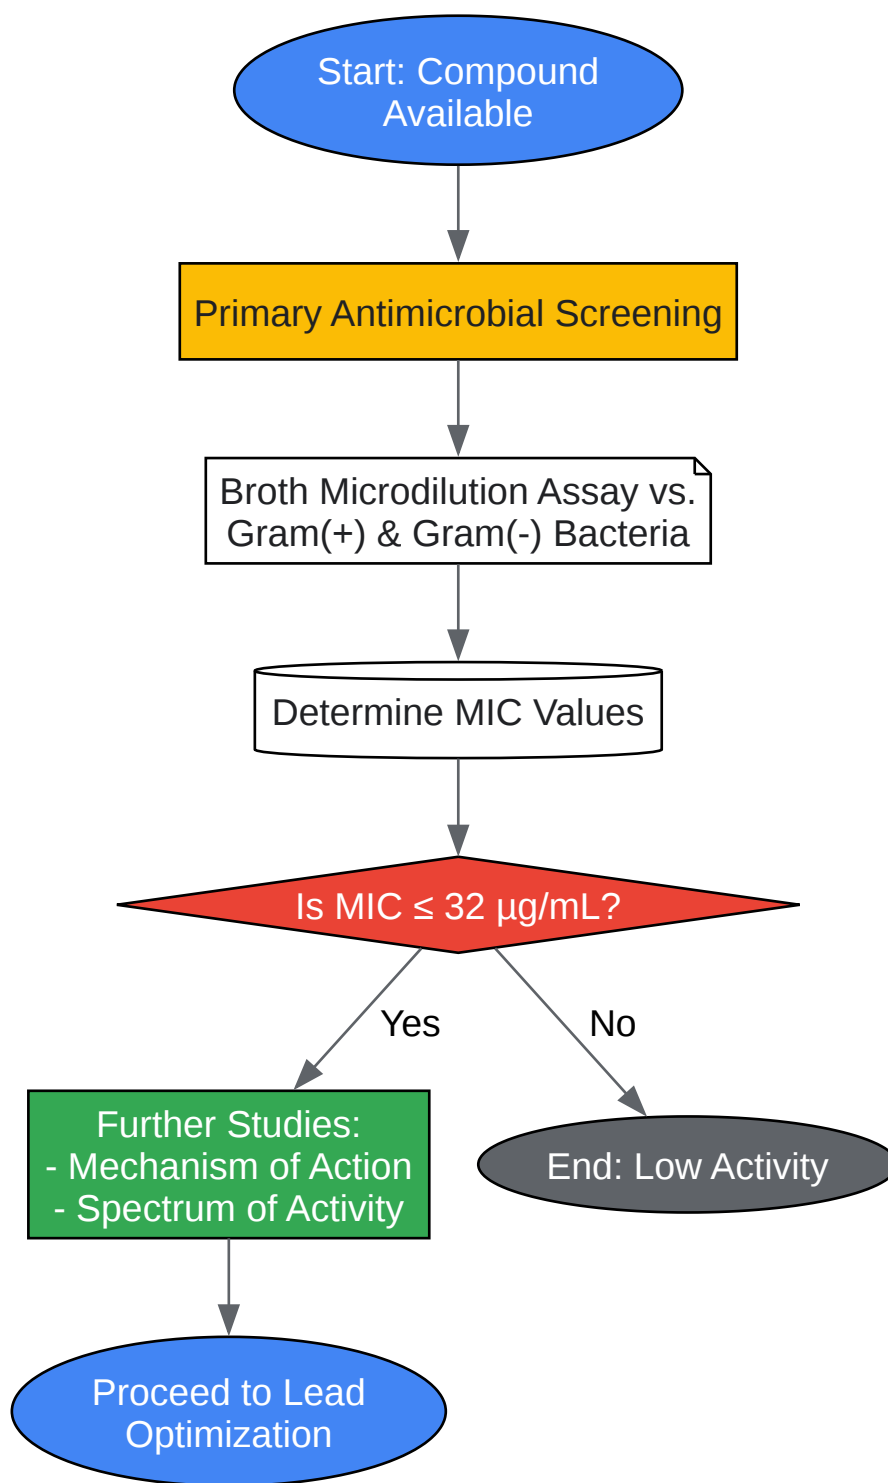 Start: Compound
Available
Primary Antimicrobial Screening
Broth Microdilution Assay vs.
Gram(+) & Gram(-) Bacteria
Determine MIC Values
Is MIC ≤ 32 µg/mL?
Yes
No
Further Studies:
- Mechanism of Action
- Spectrum of Activity
End: Low Activity
Proceed to Lead
Optimization